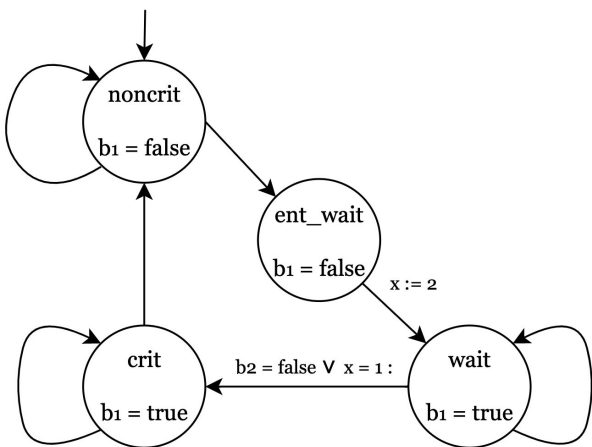 noncrit
b1 = false
ent_wait
b1 = false
x := 2
crit
b1 = true
b2 = false ∨ x = 1 :
wait
b1 = true